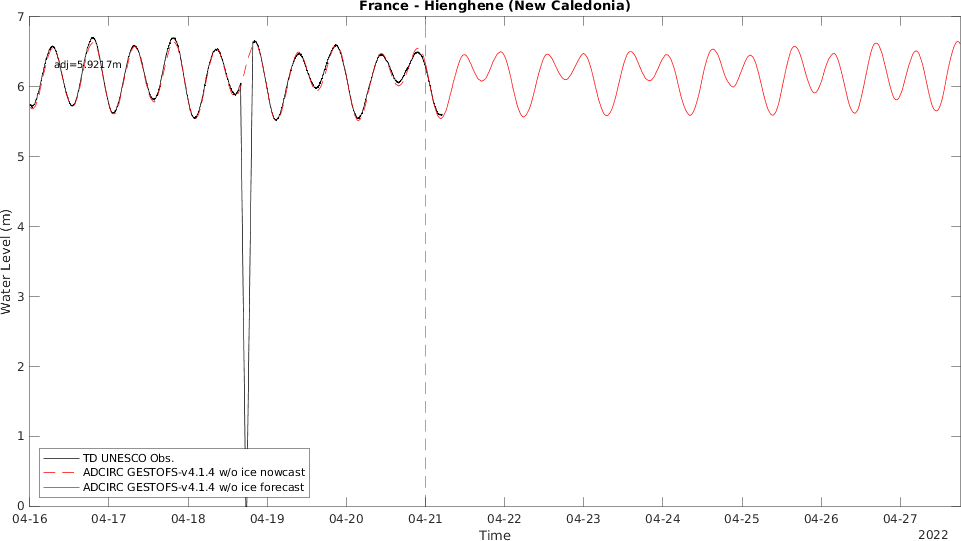 France - Hienghene (New Caledonia)
7
6
5
4
3
2
1
0
Water Level (m)
adj=5.9217m
TD UNESCO Obs.
ADCIRC GESTOFS-v4.1.4 w/o ice nowcast
ADCIRC GESTOFS-v4.1.4 w/o ice forecast
04-16 04-17 04-18 04-19 04-20 04-21 04-22 04-23 04-24 04-25 04-26 04-27
Time
2022